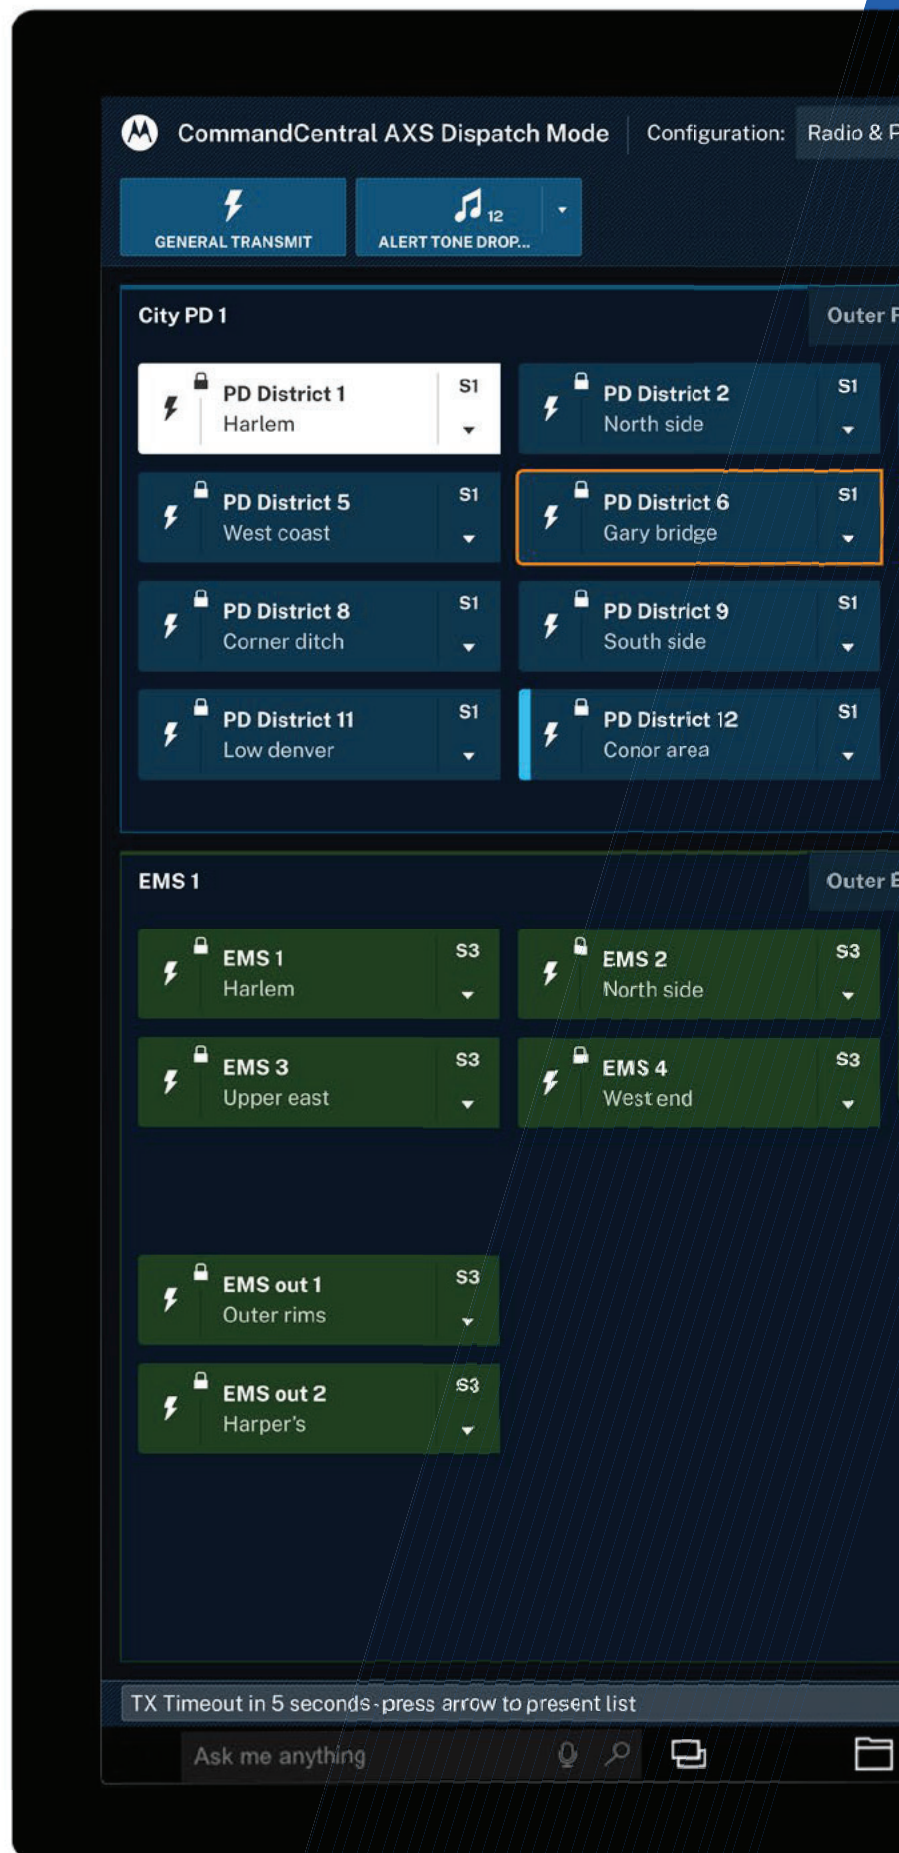 CommandCentral AXS Dispatch Mode
Configuration:
Radio &
GENERAL TRANSMIT
12
ALERT TONE DROP...
City PD 1
Outer
PD District 1
Harlem
S1
PD District 2
North side
S1
PD District 5
West coast
S1
PD District 6
Gary bridge
S1
PD District 8
Corner ditch
S1
PD District 9
South side
S1
PD District 11
Low denver
S1
PD District 12
Conor area
S1
EMS 1
Outer
EMS 1
Harlem
S3
EMS 2
North side
S3
EMS 3
Upper east
S3
EMS 4
West end
S3
EMS out 1
Outer rims
S3
EMS out 2
Harper's
S3
TX Timeout in 5 seconds - press arrow to present list
Ask me anything